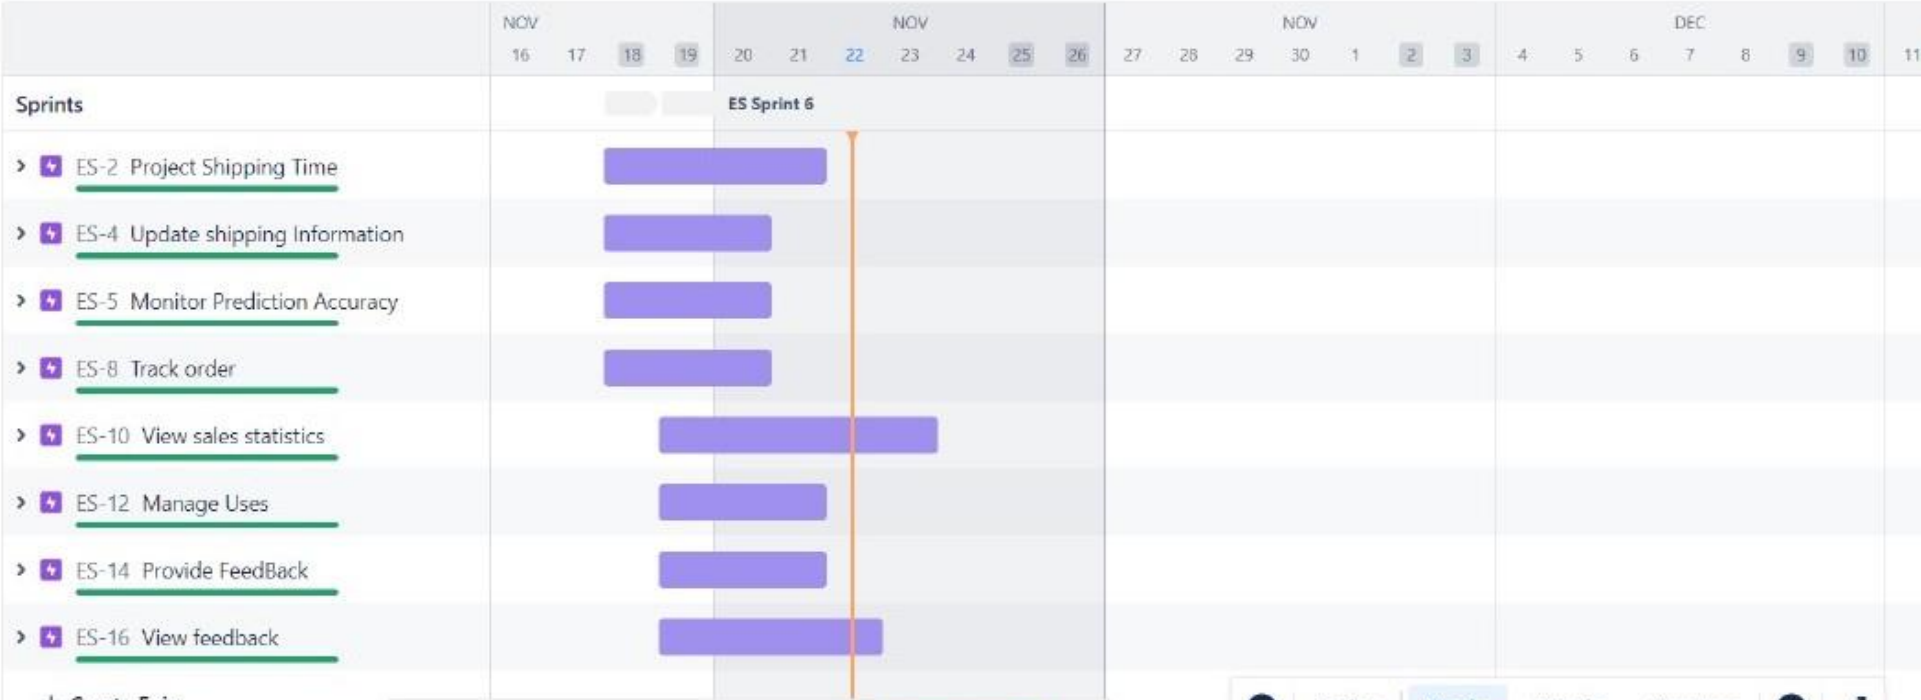 NOV NOV NOV DEC
16 17 18 19 20 21 22 23 24 25 26 27 28 29 30 1 2 3 4 5 6 7 8 9 10 11
Sprints ES Sprint 6
ES-2 Project Shipping Time
ES-4 Update shipping Information
ES-5 Monitor Prediction Accuracy
ES-8 Track order
ES-10 View sales statistics
ES-12 Manage Uses
ES-14 Provide FeedBack
ES-16 View feedback